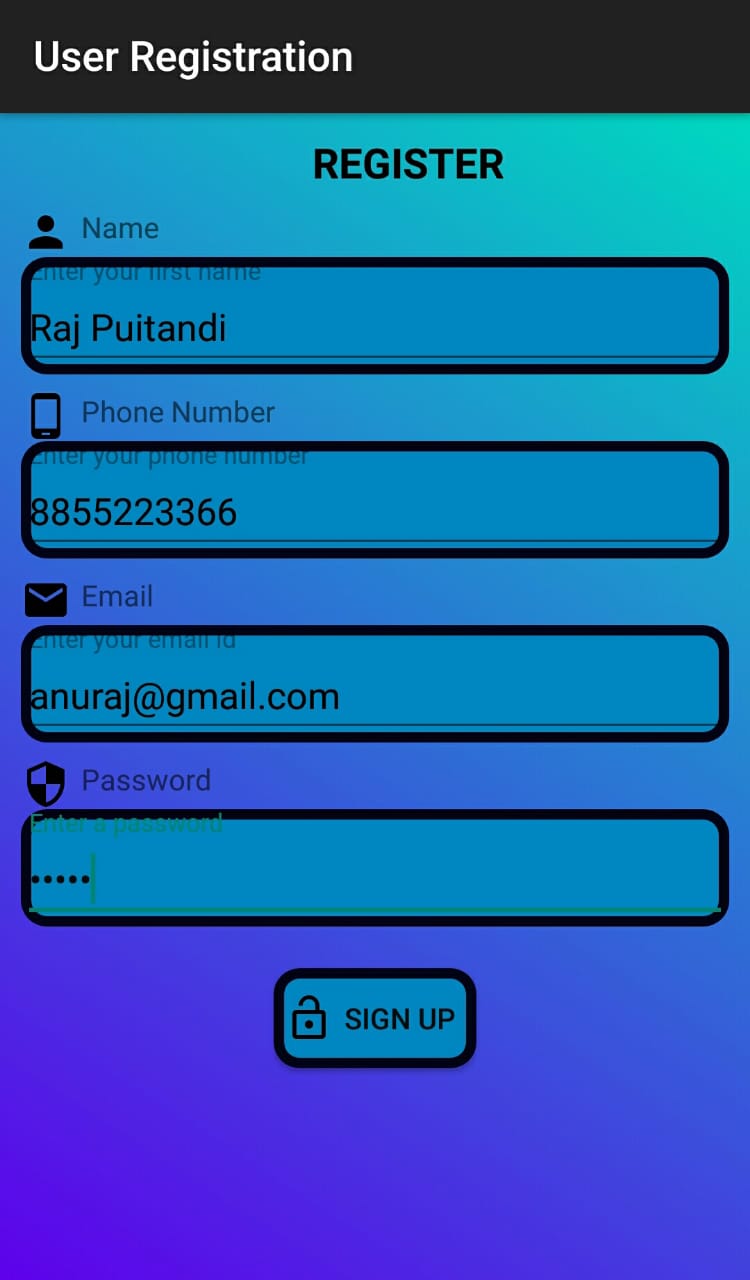 User Registration
REGISTER
Name
Enter your first name
Raj Puitandi
Phone Number
Enter your phone number
8855223366
Email
Enter your email id
anuraj@gmail.com
Password
Enter a password
•••••
SIGN UP